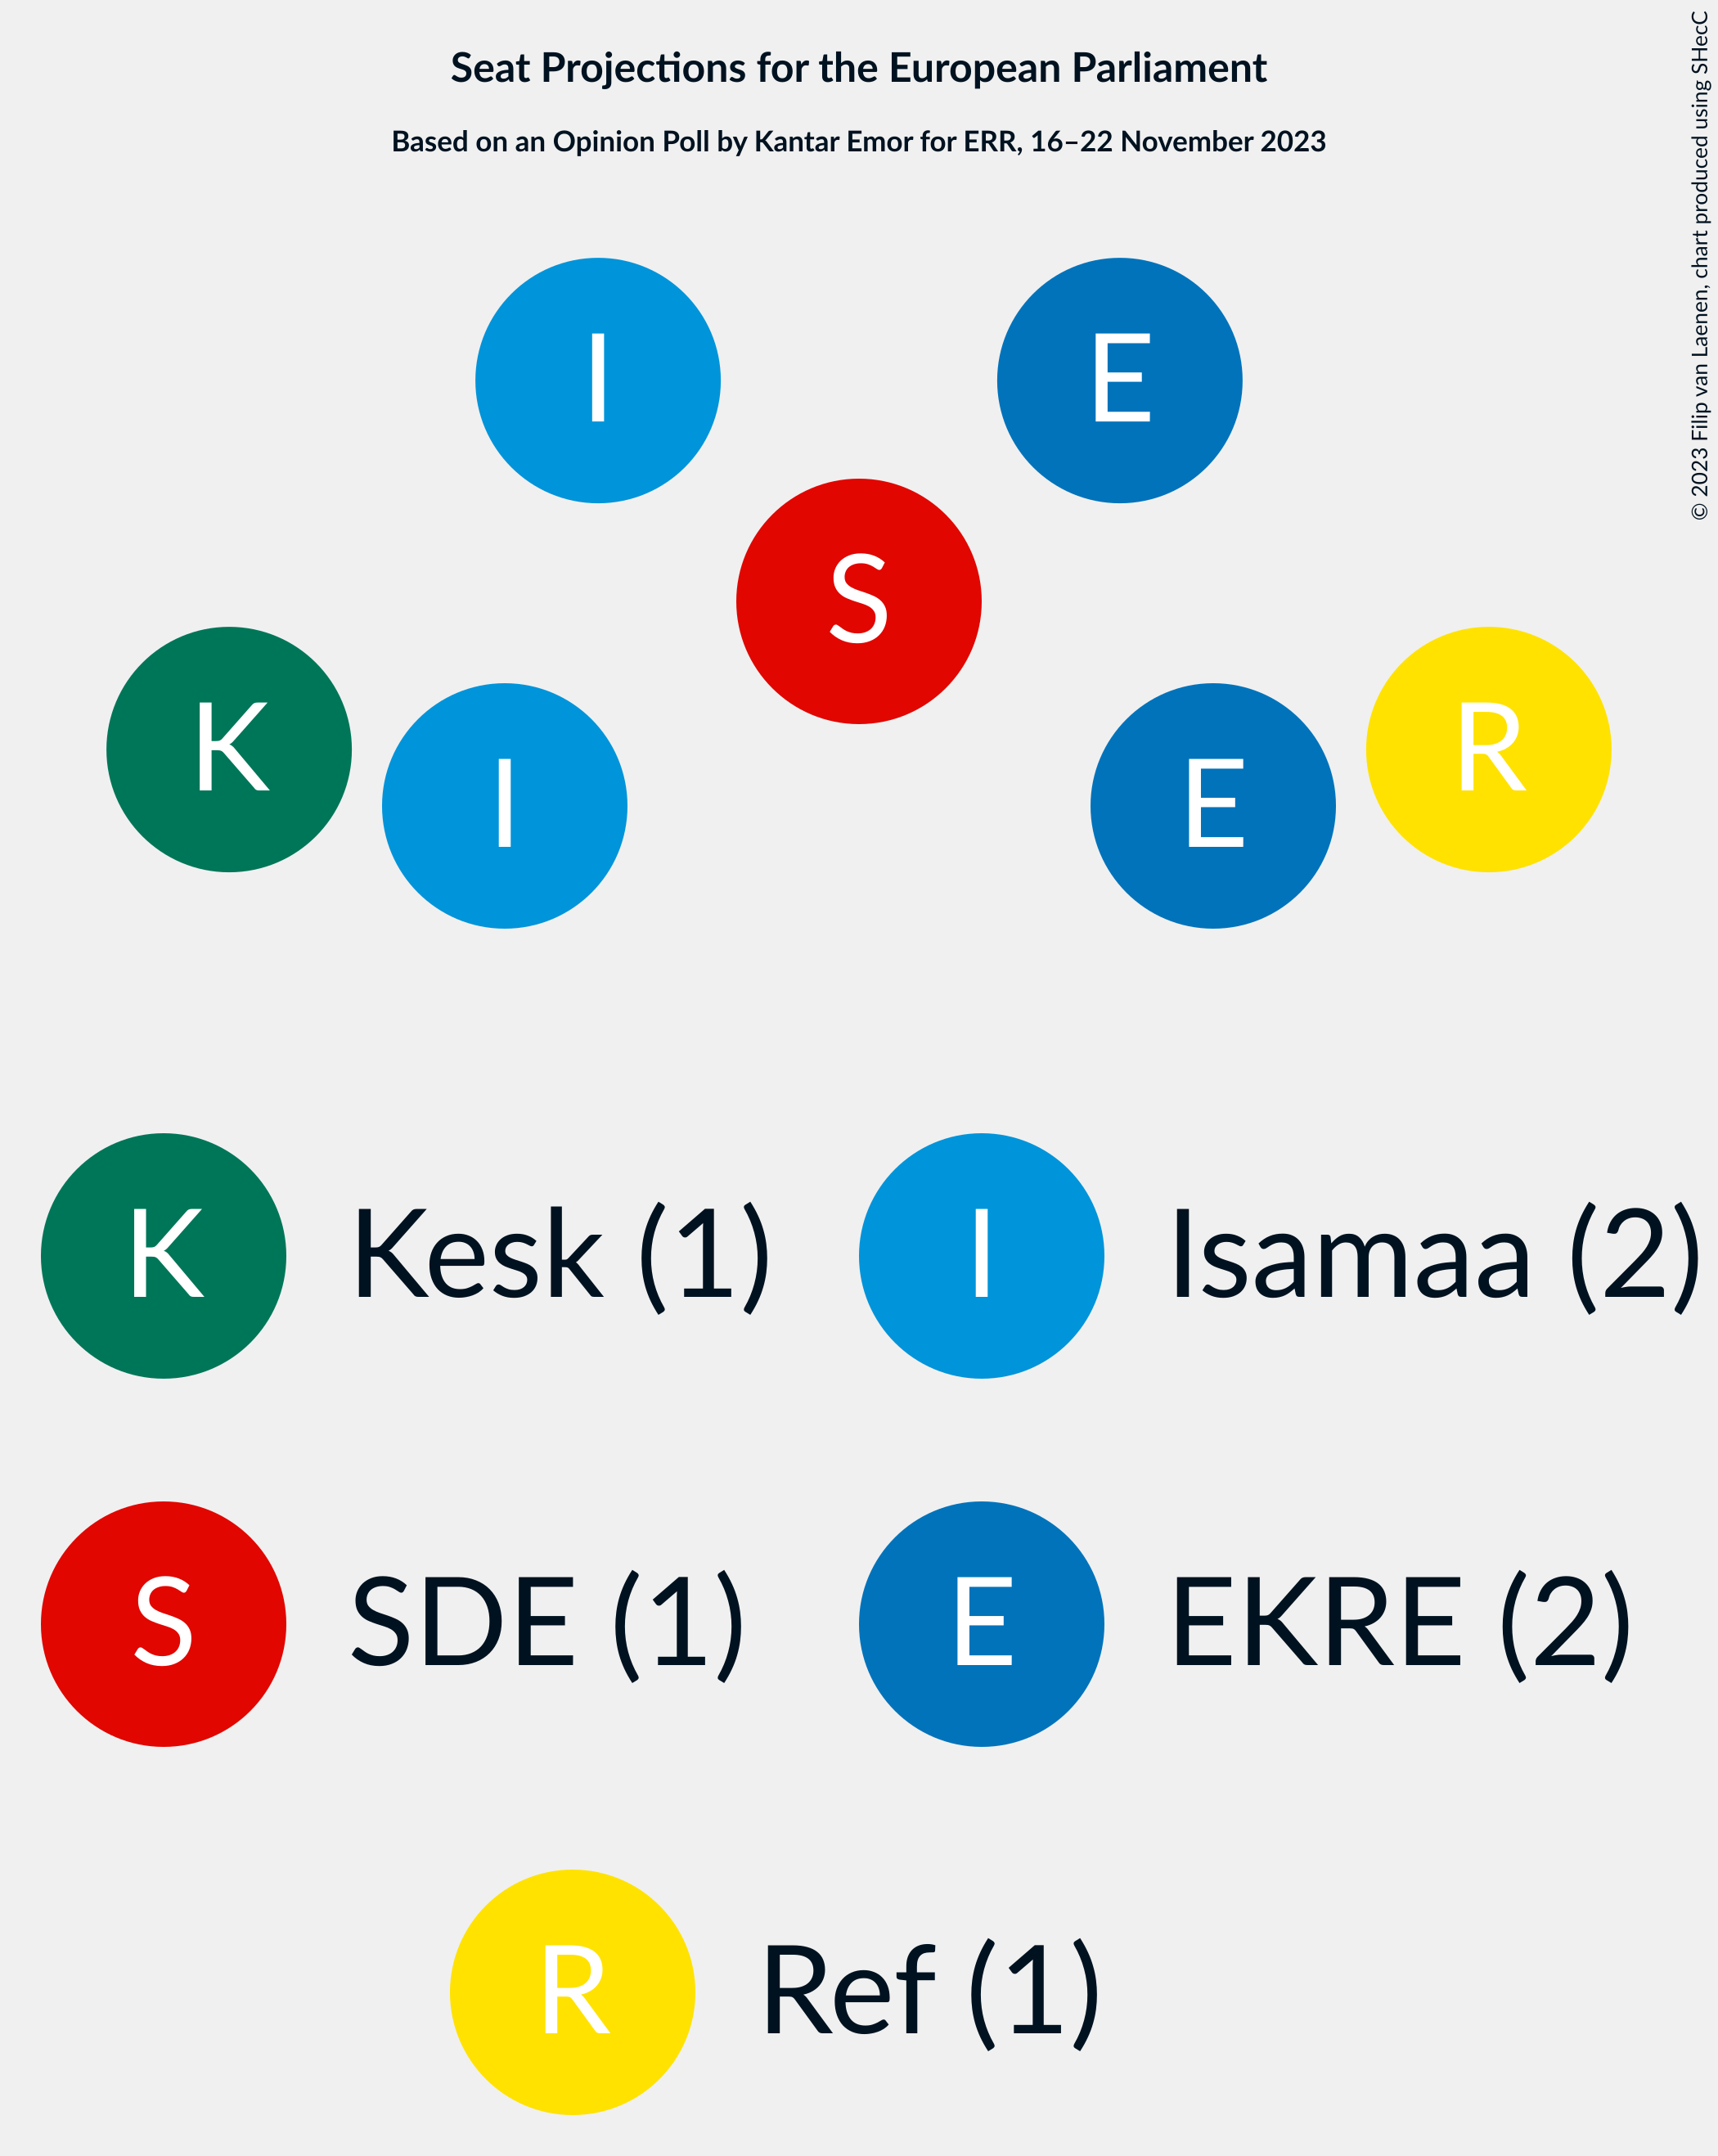 Seat Projections for the European Parliament
Based on an Opinion Poll by Kantar Emor for ERR, 16–22 November 2023
© 2023 Filip van Laenen, chart produced using SHecC
I
E
S
K
R
I
E
K Kesk (1)
I Isamaa (2)
S SDE (1)
E EKRE (2)
R Ref (1)